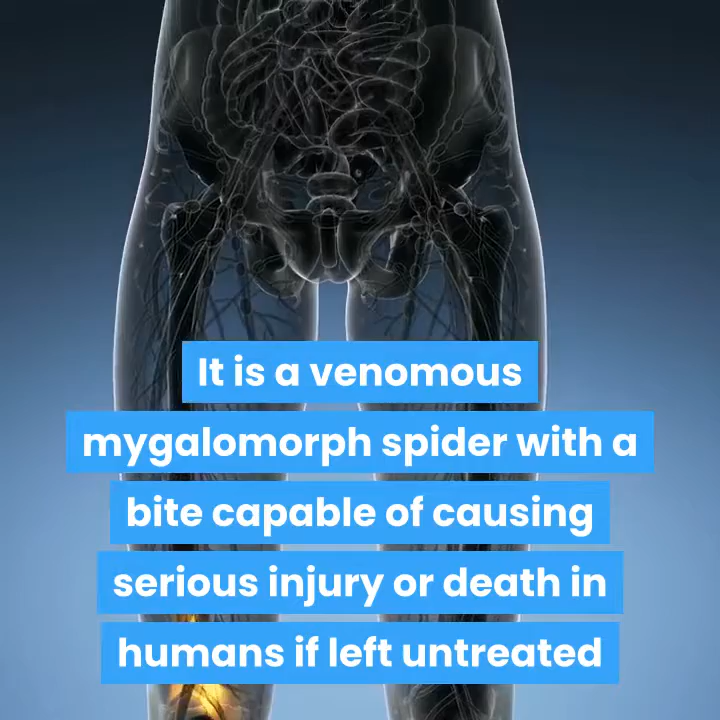 It is a venomous
mygalomorph spider with a
bite capable of causing
serious injury or death in
humans if left untreated